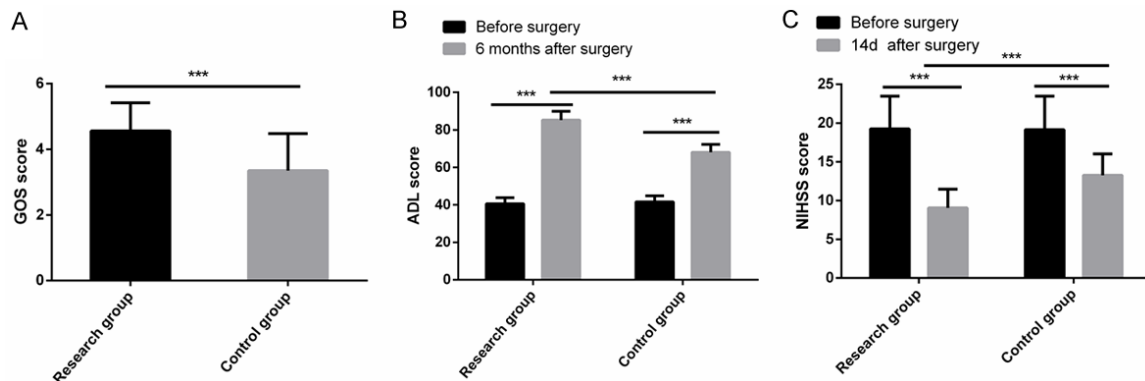 A
GOS score
6
4
2
0
***
Research group
Control group
B
Before surgery
6 months after surgery
ADL score
100
80
60
40
20
0
***
***
***
Research group
Control group
C
Before surgery
14d after surgery
NIHSS score
25
20
15
10
5
0
***
***
***
Research group
Control group